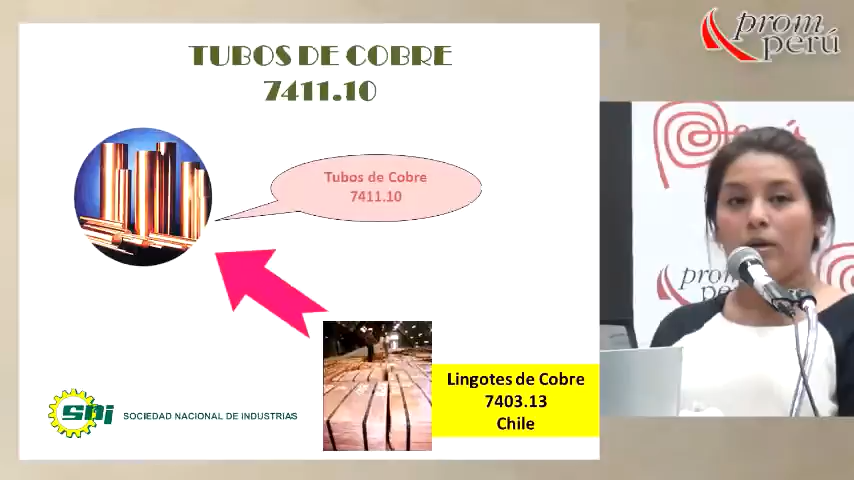 TUBOS DE COBRE
7411.10
Tubos de Cobre
7411.10
Lingotes de Cobre
7403.13
Chile
SNI
SOCIEDAD NACIONAL DE INDUSTRIAS
prom
perú
Perú
prom